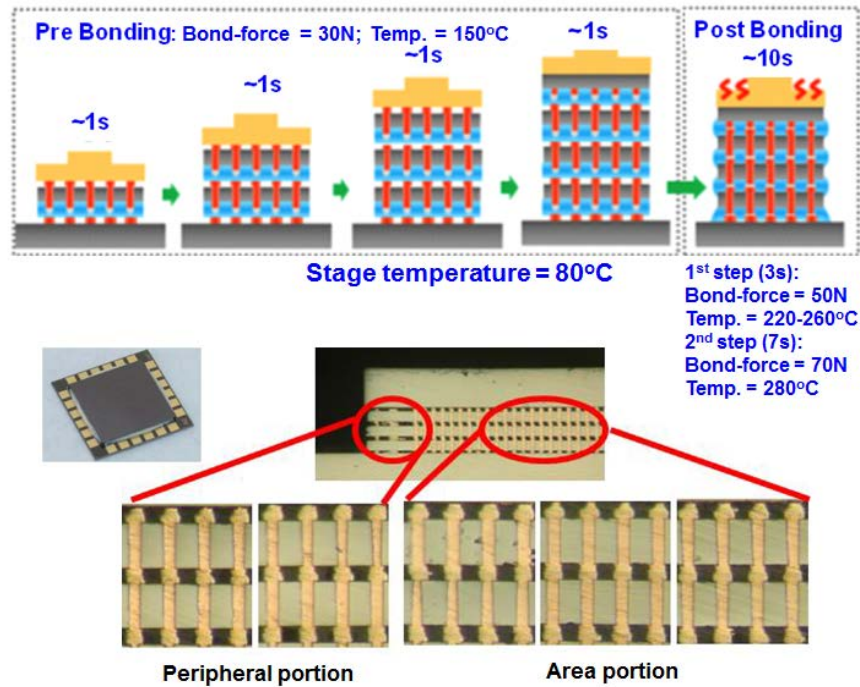 Pre Bonding: Bond-force = 30N; Temp. = 150°C
Post Bonding
~1s
~1s
~1s
~1s
~10s
Stage temperature = 80°C
1st step (3s):
Bond-force = 50N
Temp. = 220-260°C
2nd step (7s):
Bond-force = 70N
Temp. = 280°C
Peripheral portion
Area portion